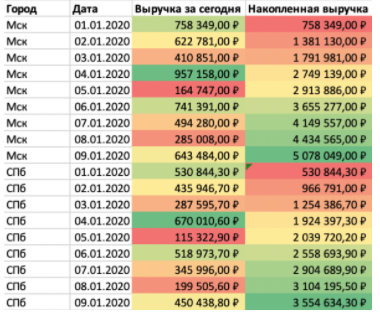 Город Дата Выручка за сегодня Накопленная выручка
Мск 01.01.2020 758 349,00 ₽ 758 349,00 ₽
Мск 02.01.2020 622 781,00 ₽ 1 381 130,00 ₽
Мск 03.01.2020 410 851,00 ₽ 1 791 981,00 ₽
Мск 04.01.2020 957 158,00 ₽ 2 749 139,00 ₽
Мск 05.01.2020 164 747,00 ₽ 2 913 886,00 ₽
Мск 06.01.2020 741 391,00 ₽ 3 655 277,00 ₽
Мск 07.01.2020 494 280,00 ₽ 4 149 557,00 ₽
Мск 08.01.2020 285 008,00 ₽ 4 434 565,00 ₽
Мск 09.01.2020 643 484,00 ₽ 5 078 049,00 ₽
СПб 01.01.2020 530 844,30 ₽ 530 844,30 ₽
СПб 02.01.2020 435 946,70 ₽ 966 791,00 ₽
СПб 03.01.2020 287 595,70 ₽ 1 254 386,70 ₽
СПб 04.01.2020 670 010,60 ₽ 1 924 397,30 ₽
СПб 05.01.2020 115 322,90 ₽ 2 039 720,20 ₽
СПб 06.01.2020 518 973,70 ₽ 2 558 693,90 ₽
СПб 07.01.2020 345 996,00 ₽ 2 904 689,90 ₽
СПб 08.01.2020 199 505,60 ₽ 3 104 195,50 ₽
СПб 09.01.2020 450 438,80 ₽ 3 554 634,30 ₽